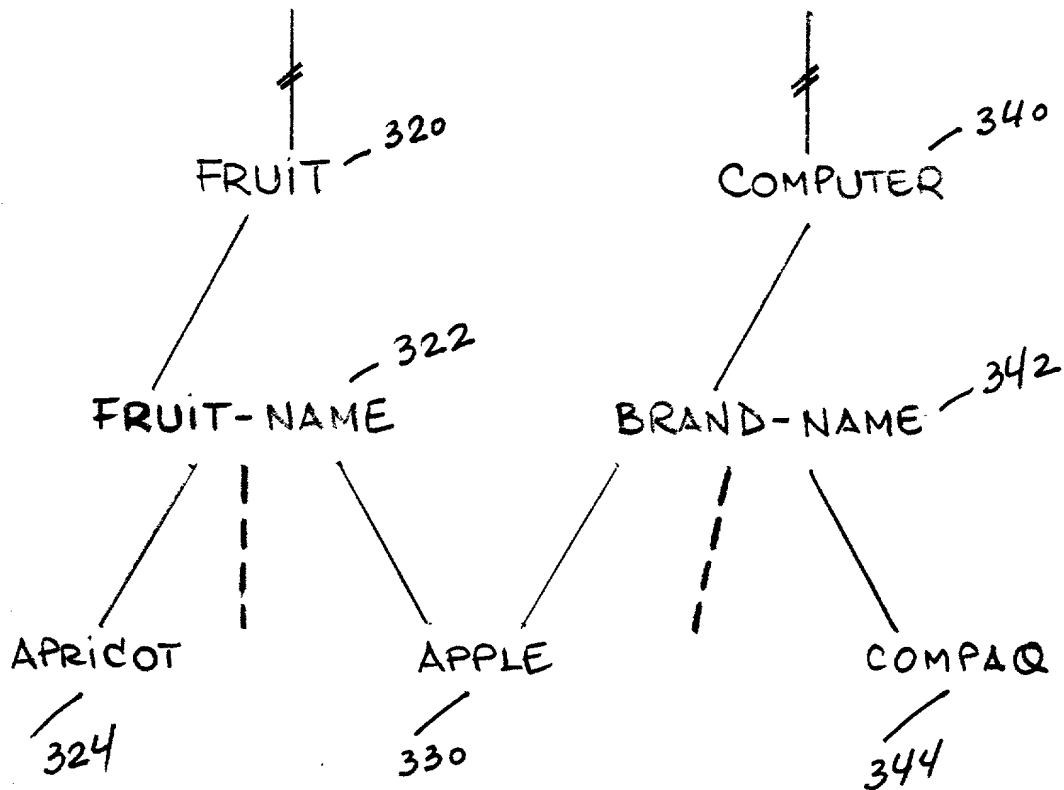 320
340
FRUiT
COMPUTER
322
342
FRUiT-NAME
BRAND-NAME
APRiCOT
APPLE
COMPAQ
324
330
344